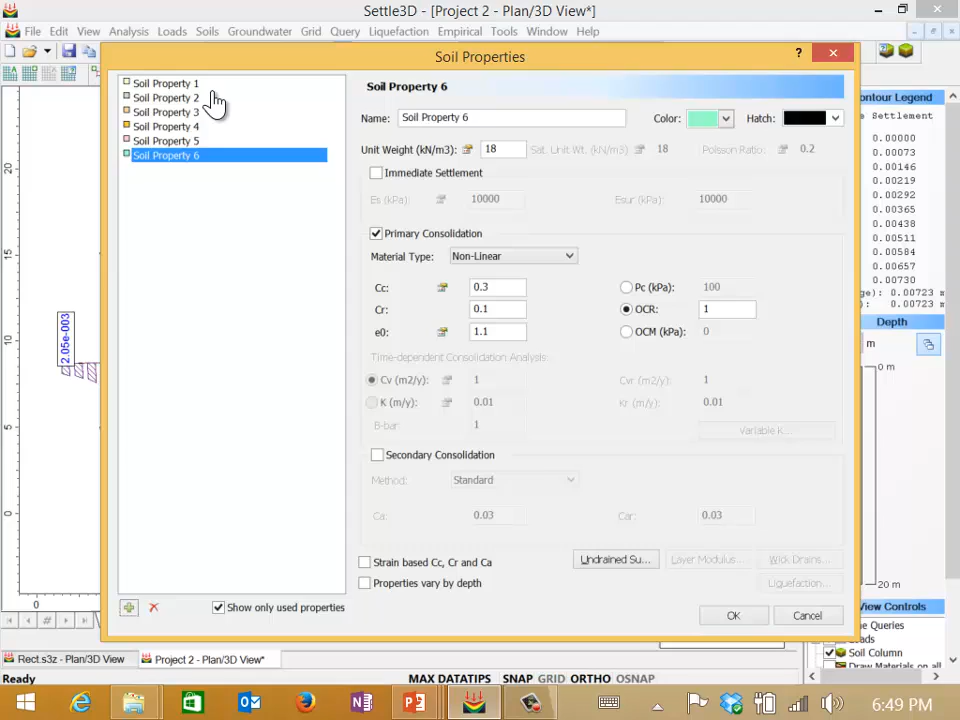 Settle3D - [Project 2 - Plan/3D View*]
File Edit View Analysis Loads Soils Groundwater Grid Query Liquefaction Empirical Tools Window Help
Soil Properties
?
Soil Property 1
Soil Property 2
Soil Property 3
Soil Property 4
Soil Property 5
Soil Property 6
Show only used properties
Soil Property 6
Name: Soil Property 6 Color: Hatch:
Unit Weight (kN/m3): 18 Sat. Unit Wt. (kN/m3) 18 Poisson Ratio: 0.2
Immediate Settlement
Es (kPa): 10000 Esur (kPa): 10000
Primary Consolidation
Material Type: Non-Linear
Cc: 0.3 Pc (kPa): 100
Cr: 0.1 OCR: 1
e0: 1.1 OCM (kPa): 0
Time-dependent Consolidation Analysis:
Cv (m2/y): 1 Cvr (m2/y): 1
K (m/y): 0.01 Kr (m/y): 0.01
B-bar: 1 Variable K...
Secondary Consolidation
Method: Standard
Ca: 0.03 Car: 0.03
Strain based Cc, Cr and Ca Undrained Su... Layer Modulus... Wick Drains...
Properties vary by depth Liquefaction...
OK Cancel
ontour Legend
e Settlement
0.00000
0.00073
0.00146
0.00219
0.00292
0.00365
0.00438
0.00511
0.00584
0.00657
0.00730
ge): 0.00723 m
): 0.00723 m
Depth
m
0 m
20 m
View Controls
ne Queries
oads
Soil Column
Draw Materials on all
20
15
10
5
0
0
2.05e-003
Rect.s3z - Plan/3D View Project 2 - Plan/3D View*
Ready MAX DATATIPS SNAP GRID ORTHO OSNAP
6:49 PM